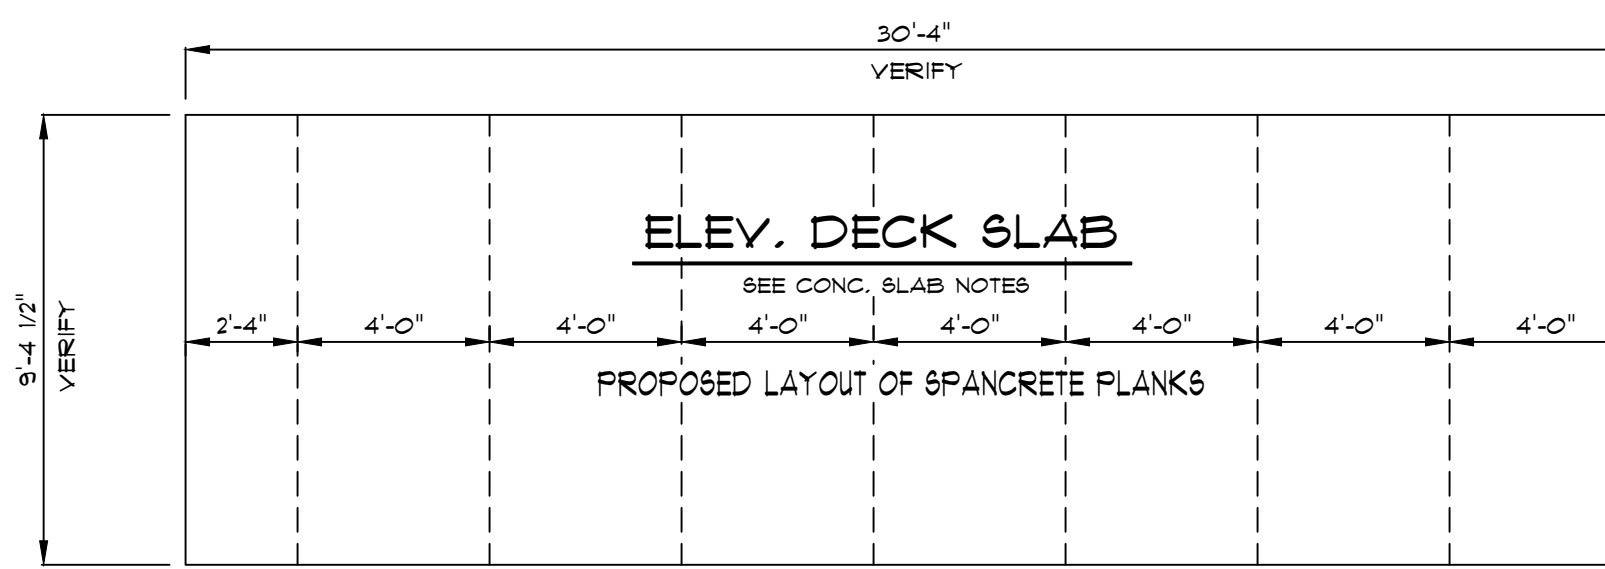 30'-4"
VERIFY
ELEV. DECK SLAB
SEE CONC. SLAB NOTES
9'-4 1/2"
VERIFY
2'-4" 4'-0" 4'-0" 4'-0" 4'-0" 4'-0" 4'-0" 4'-0"
PROPOSED LAYOUT OF SPANCRETE PLANKS